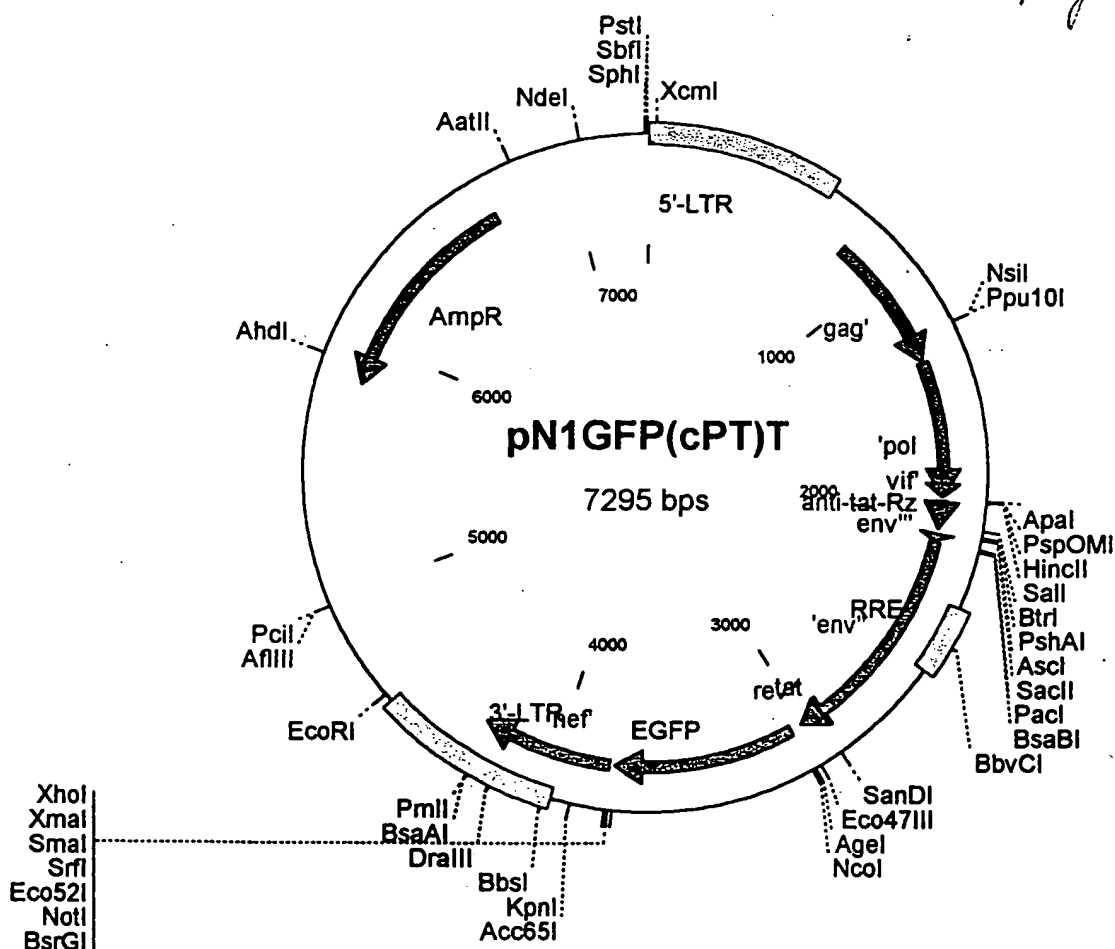 PstI
SbfI
SphI
XcmI
NdeI
AatII
5'-LTR
NsiI
Ppu10I
7000
AmpR
gag'
AhdI
1000
6000
pN1GFP(cPT)T
'pol
7295 bps
vif'
2000
anti-tat-Rz
env'''
ApaI
PspOMI
HincII
SalI
BtrI
PshAI
AscI
SacII
PacI
BsaBI
5000
RRE
'env''
3000
4000
PciI
AflIII
tat
3'-LTR
nef'
EGFP
EcoRI
BbvCI
SanDI
Eco47III
AgeI
NcoI
PmlI
BsaAI
DraIII
BbsI
KpnI
Acc65I
XhoI
XmaI
SmaI
SrfI
Eco52I
NotI
BsrGI